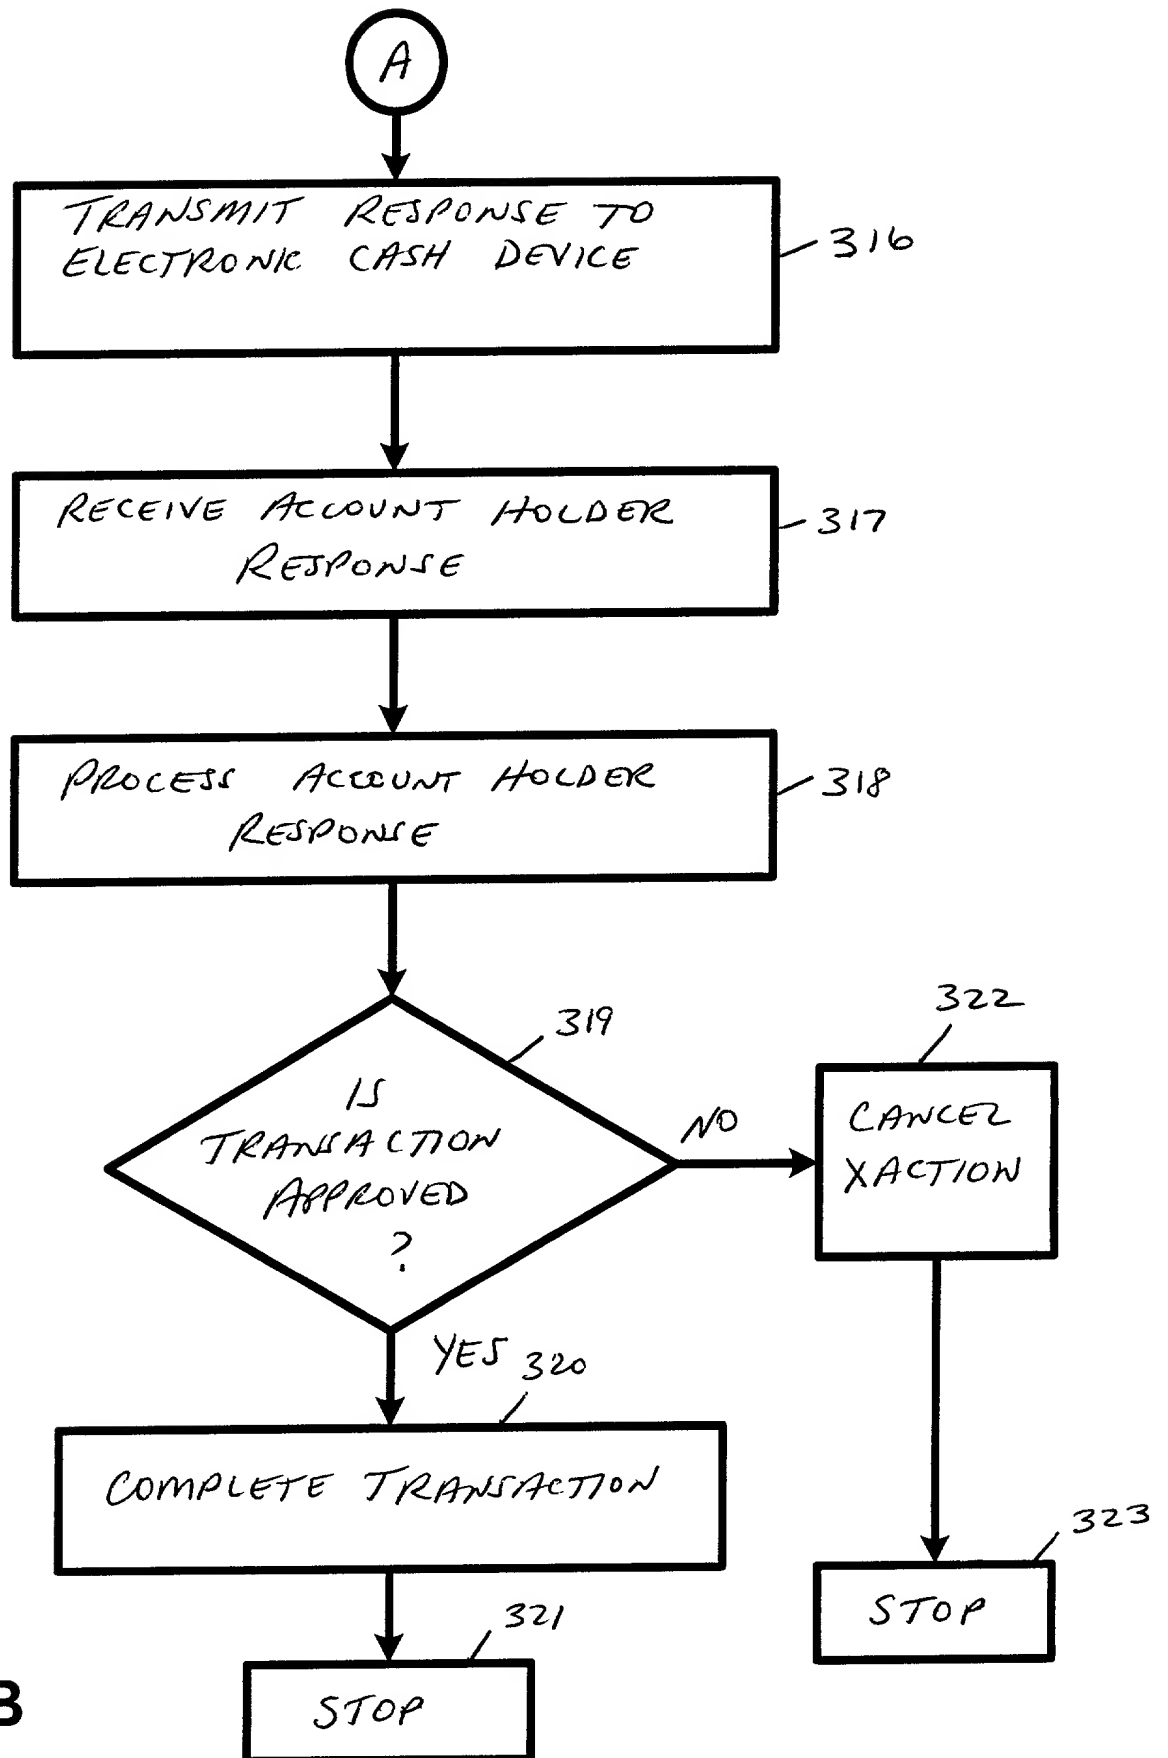 A
TRANSMIT RESPONSE TO
ELECTRONIC CASH DEVICE
316
RECEIVE ACCOUNT HOLDER
RESPONSE
317
PROCESS ACCOUNT HOLDER
RESPONSE
318
319
IS
TRANSACTION
APPROVED
?
NO
322
CANCEL
XACTION
YES
320
COMPLETE TRANSACTION
323
STOP
321
STOP
B